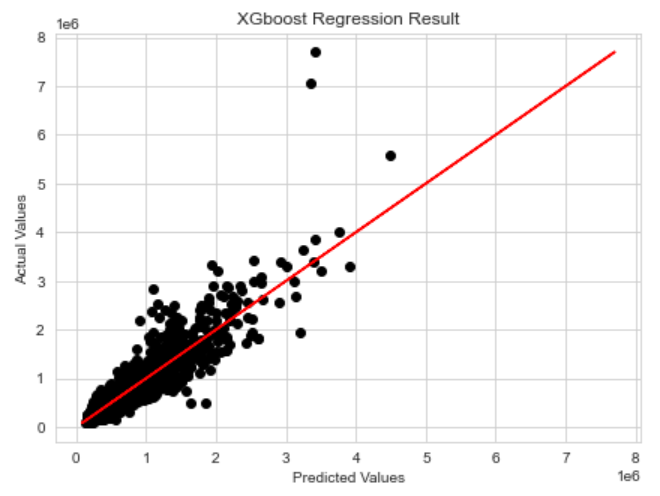 XGboost Regression Result
1e6
8
7
6
5
4
3
2
1
0
Actual Values
0 1 2 3 4 5 6 7 8
Predicted Values
1e6